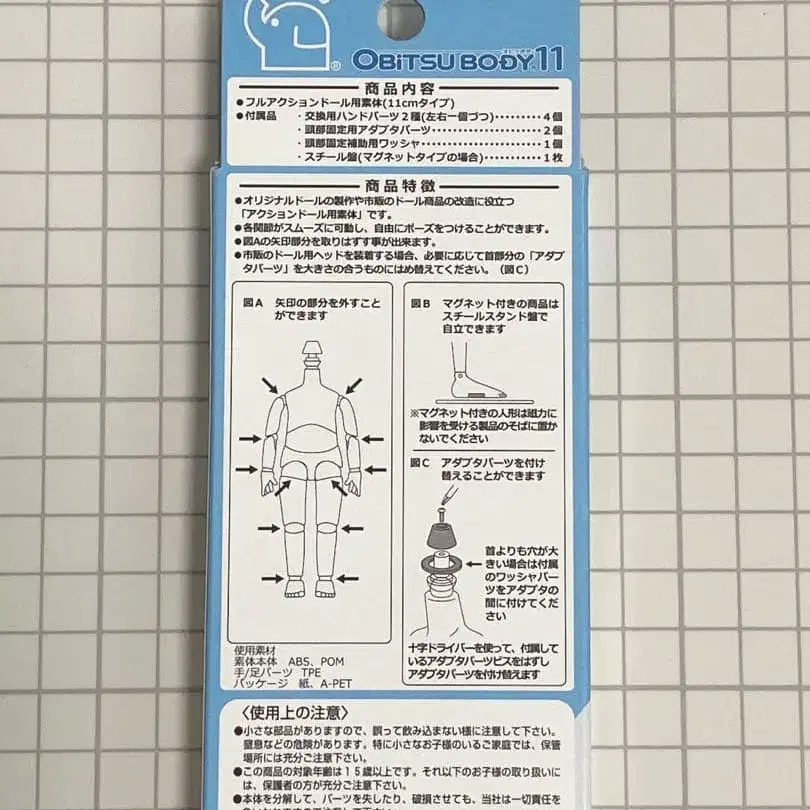 ®
OBITSU BODY 11
商品内容
●フルアクションドール用素体(11cmタイプ)
●付属品 ・交換用ハンドパーツ2種(左右一個づつ)・・・・・・・・・4個
・頭部固定用アダプタパーツ・・・・・・・・・・・・・・・・・・2個
・頭部固定補助用ワッシャ・・・・・・・・・・・・・・・・・・・・1個
・スチール盤(マグネットタイプの場合)・・・・・・・・・・1枚
商品特徴
●オリジナルドールの製作や市販のドール商品の改造に役立つ
「アクションドール用素体」です。
●各関節がスムーズに可動し、自由にポーズをつけることができます。
●図Aの矢印部分を取りはずす事が出来ます。
●市販のドール用ヘッドを装着する場合、必要に応じて首部分の「アダプ
タパーツ」を大きさの合うものにはめ替えてください。(図C)
図A 矢印の部分を外すこと
ができます
図B マグネット付きの商品は
スチールスタンド盤で
自立できます
※マグネット付きの人形は磁力に
影響を受ける製品のそばに置か
ないでください
図C アダプタパーツを付け
替えることができます
首よりも穴が大
きい場合は付属
のワッシャパー
ツをアダプタの
間に付けてくだ
さい
十字ドライバーを使って、付属して
いるアダプタパーツビスをはずし
アダプタパーツを付け替えます
使用素材
素体本体 ABS、POM
手/足パーツ TPE
パッケージ 紙、A-PET
〈使用上の注意〉
●小さな部品がありますので、誤って飲み込まない様に注意して下さい。
窒息などの危険があります。特に小さなお子様のいるご家庭では、保管
場所には充分ご注意下さい。
●この商品の対象年齢は15歳以上です。それ以下のお子様の取り扱いに
は、保護者の方が充分ご注意下さい。
●本体を分解して、パーツを失したり、破損させても、当社は一切責任を